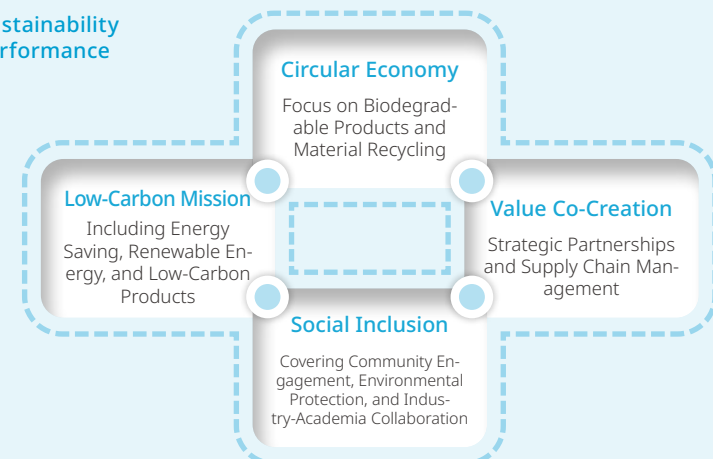 stainability
rformance
Circular Economy
Focus on Biodegrad-
able Products and
Material Recycling
Low-Carbon Mission
Including Energy
Saving, Renewable En-
ergy, and Low-Carbon
Products
Value Co-Creation
Strategic Partnerships
and Supply Chain Man-
agement
Social Inclusion
Covering Community En-
gagement, Environmental
Protection, and Indus-
try-Academia Collaboration